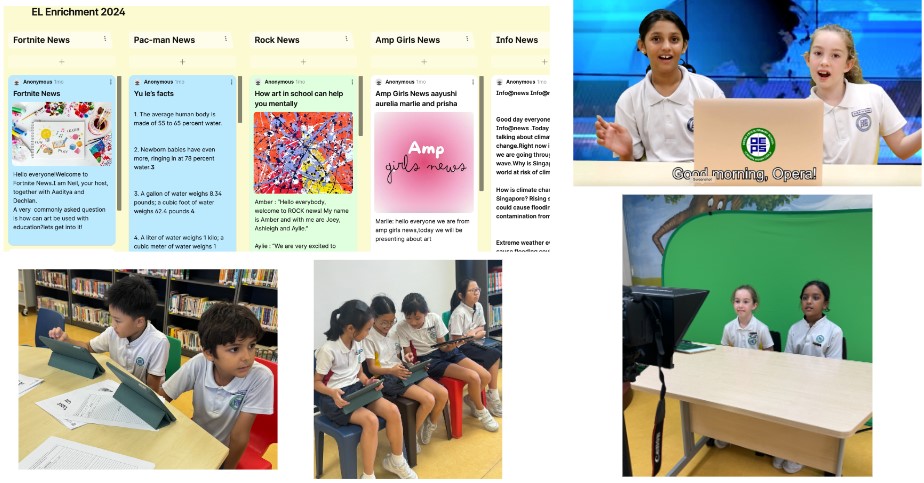 EL Enrichment 2024
Fortnite News
Anonymous 1mo
Fortnite News
Hello everyone!Welcome to
Fortnite News.I am Neil, your host,
together with Aaditya and
Dechian.
A very commonly asked question
is how can art be used with
education?lets get into it!
Pac-man News
Anonymous 1mo
Yu Ie's facts
1. The average human body is
made of 55 to 65 percent water.
2. Newborn babies have even
more, ringing in at 78 percent
water.3
3. A gallon of water weighs 8.34
pounds; a cubic foot of water
weighs 62.4 pounds 4
4. A liter of water weighs 1 kilo; a
cubic meter of water weighs 1
Rock News
Anonymous 1mo
How art in school can help
you mentally
Amber : "Hello everybody,
welcome to ROCK news! My name
is Amber and with me are Joey,
Ashleigh and Aylie."
Aylie : "We are very excited to
Amp Girls News
Anonymous 1mo
Amp Girls News aayushi
aurelia marlie and prisha
Amp
girls news
Marlie: hello everyone we are from
amp girls news,today we will be
presenting about art
Info News
Anonymous 1mo
Info@news Info@n
Good day everyone
Info@news .Today
talking about clima
change.Right now i
we are going throug
wave.Why is Singap
world at risk of clim
How is climate chan
Singapore? Rising s
could cause floodin
contamination from
Extreme weather ev
cause flooding
Good morning, Opera!